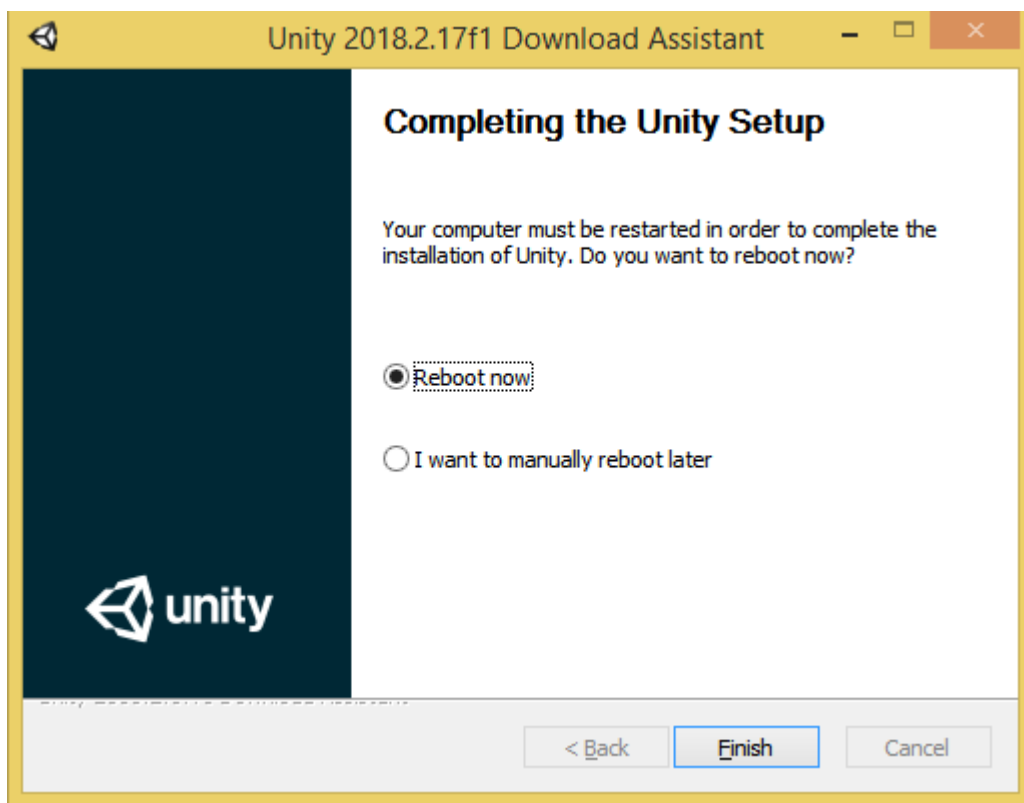 Unity 2018.2.17f1 Download Assistant
Completing the Unity Setup
Your computer must be restarted in order to complete the
installation of Unity. Do you want to reboot now?
Reboot now
I want to manually reboot later
unity
< Back
Finish
Cancel